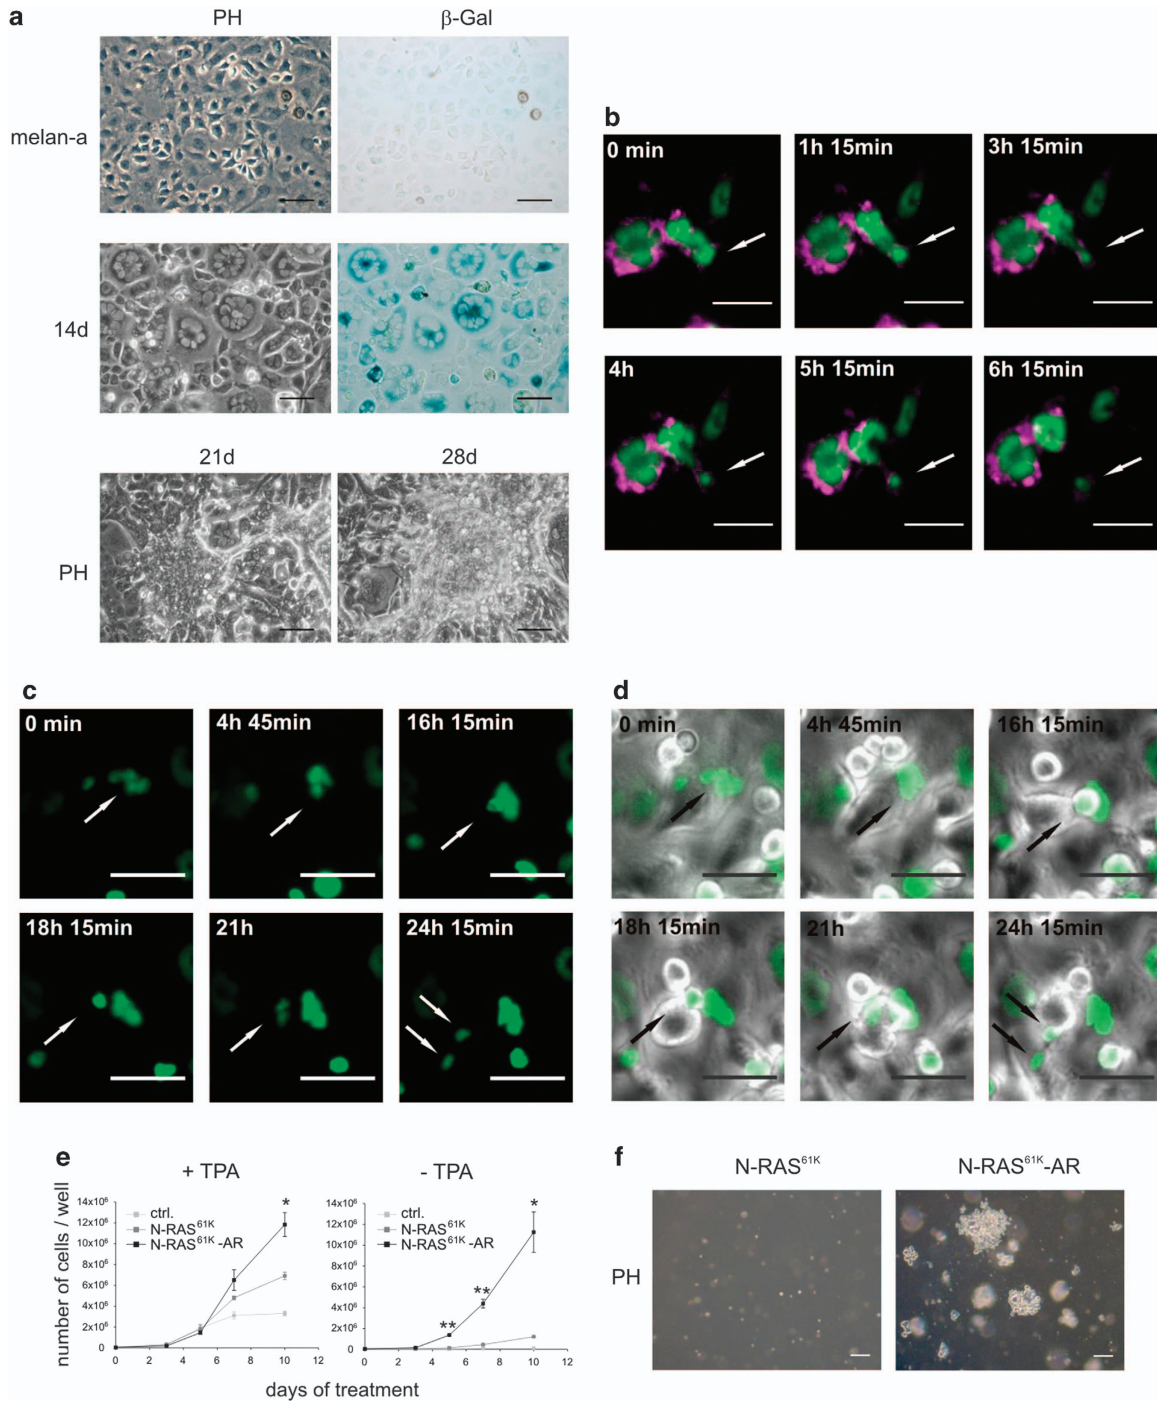 a
PH β-Gal
melan-a
14d
21d 28d
PH
b
0 min 1h 15min 3h 15min
4h 5h 15min 6h 15min
c
0 min 4h 45min 16h 15min
18h 15min 21h 24h 15min
d
0 min 4h 45min 16h 15min
18h 15min 21h 24h 15min
e
+ TPA - TPA
number of cells / well
14x10⁶
12x10⁶
10x10⁶
8x10⁶
6x10⁶
4x10⁶
2x10⁶
0
0 2 4 6 8 10 12
ctrl.
N-RAS⁶¹ᴷ
N-RAS⁶¹ᴷ-AR
*
14x10⁶
12x10⁶
10x10⁶
8x10⁶
6x10⁶
4x10⁶
2x10⁶
0
0 2 4 6 8 10 12
ctrl.
N-RAS⁶¹ᴷ
N-RAS⁶¹ᴷ-AR
** ** *
days of treatment
f
N-RAS⁶¹ᴷ N-RAS⁶¹ᴷ-AR
PH